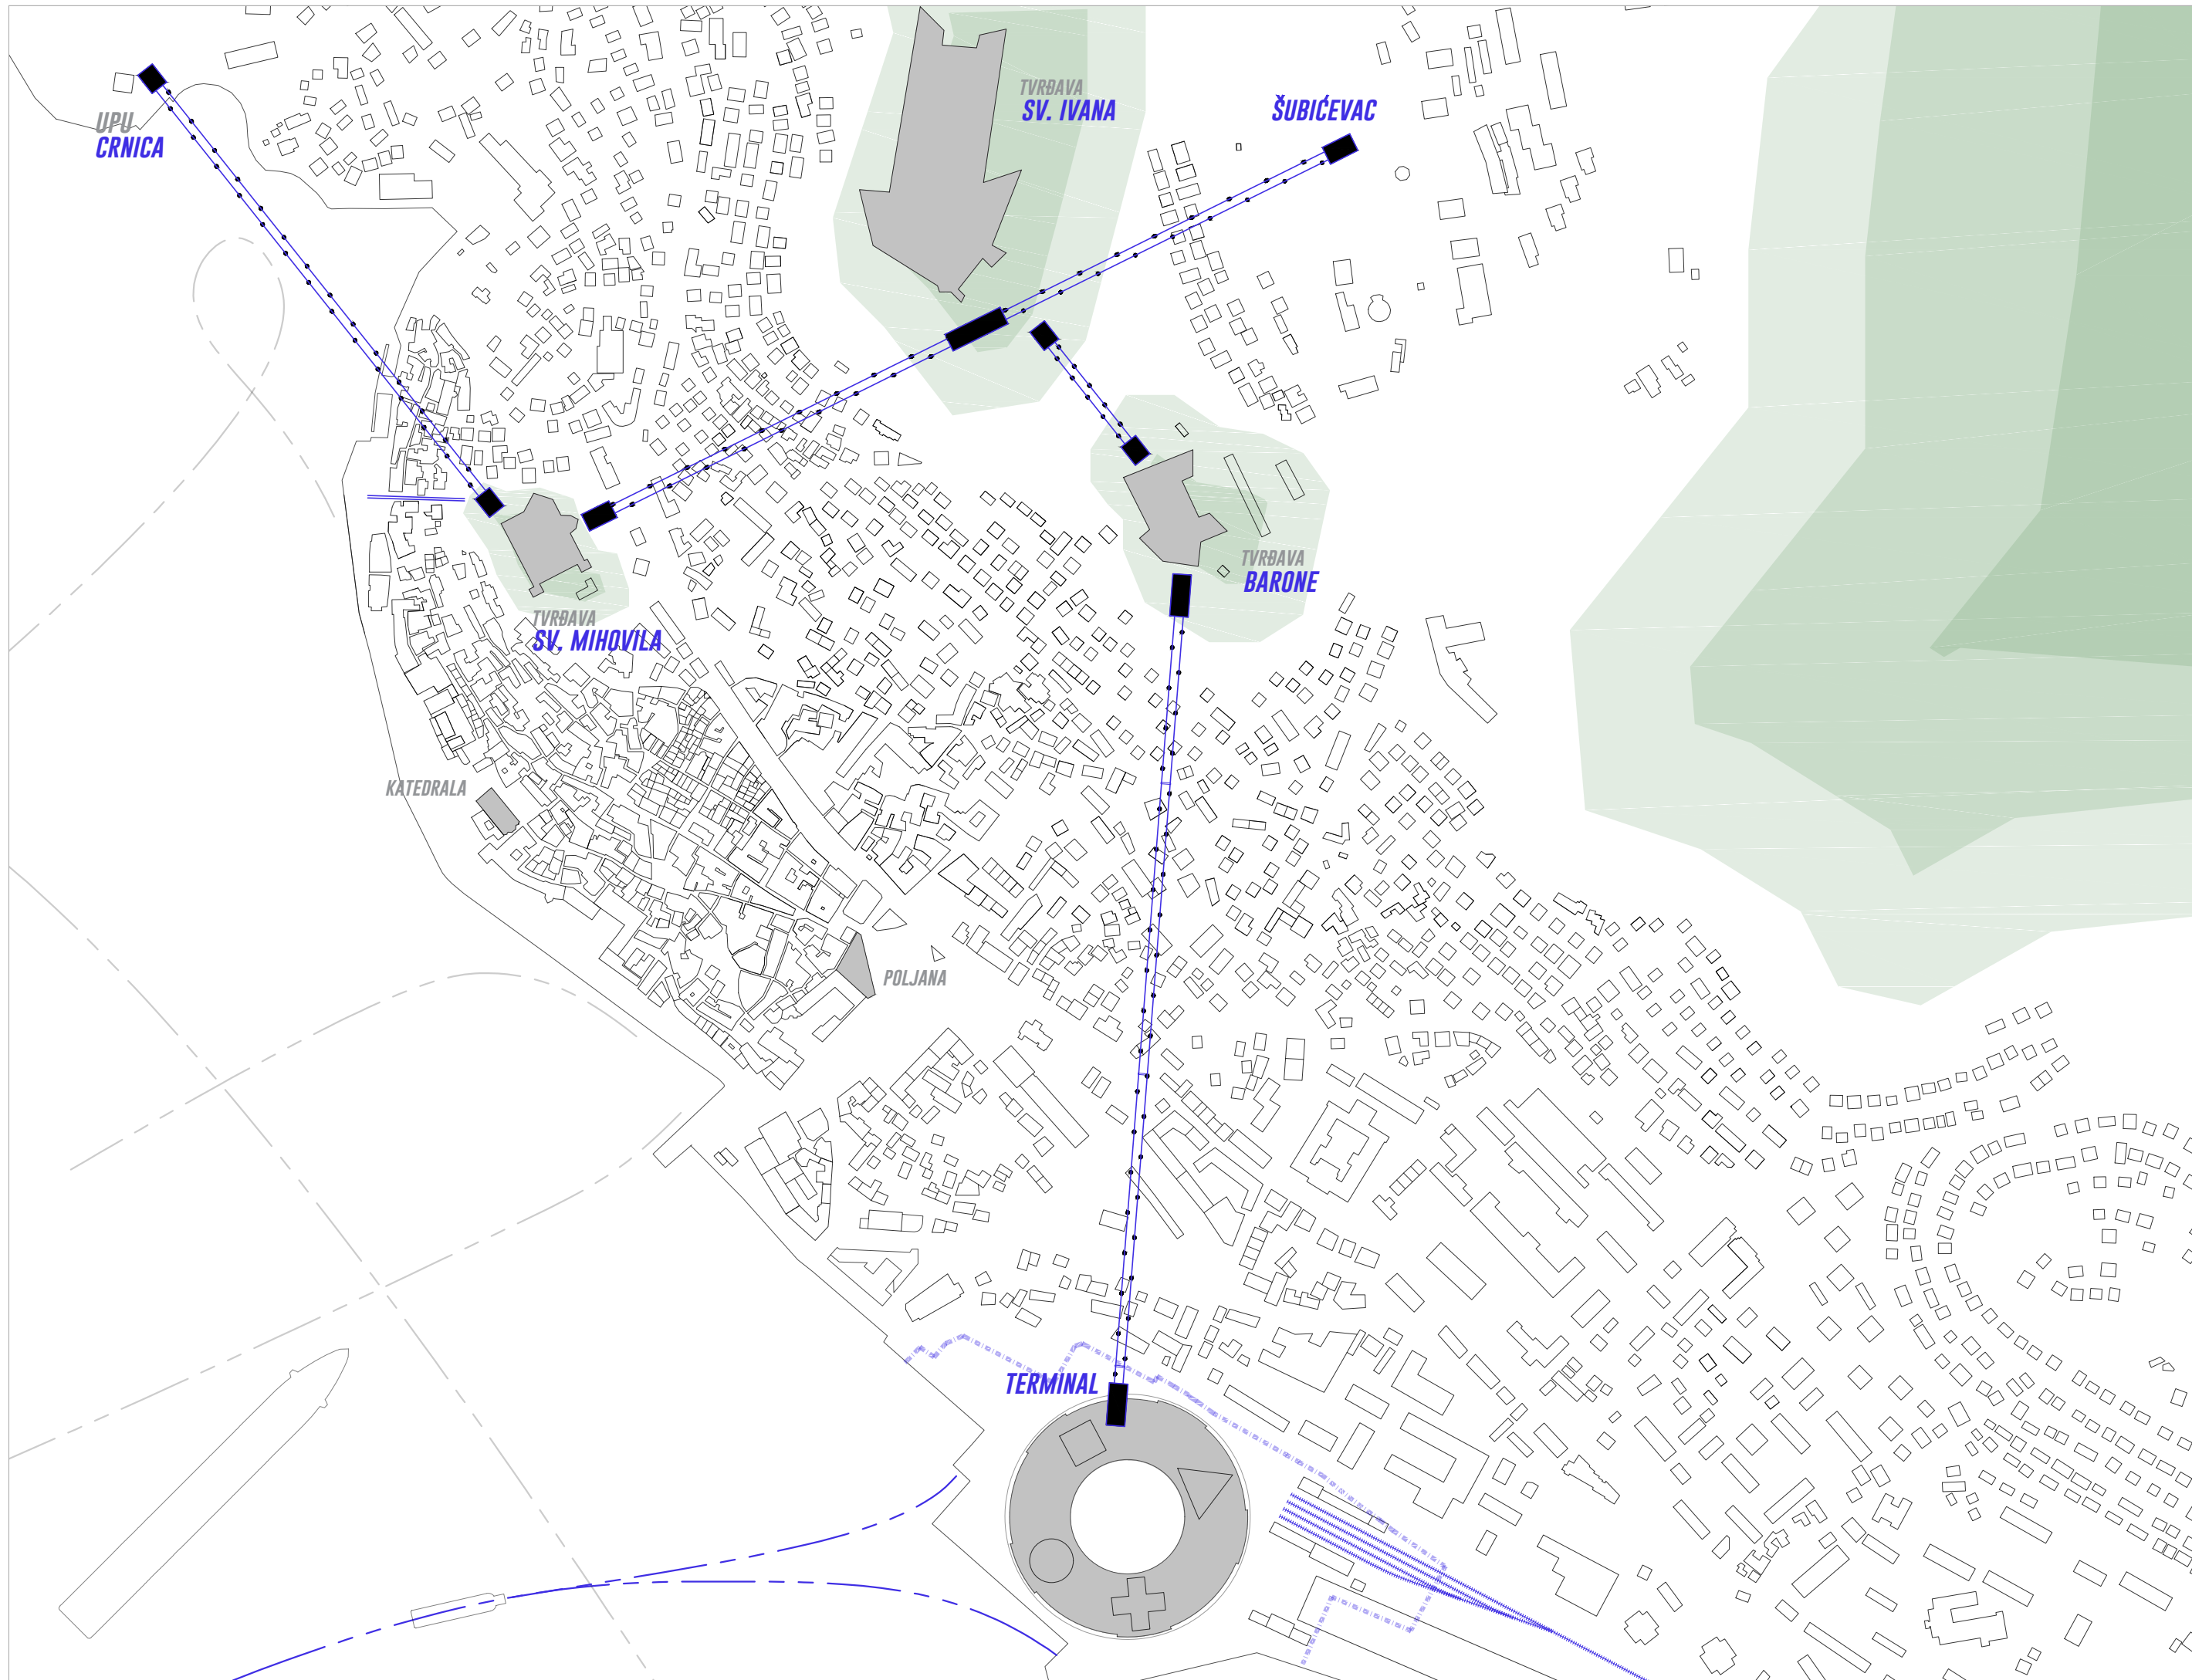 TVRĐAVA
SV. IVANA
ŠUBIĆEVAC
UPU
CRNICA
TVRĐAVA
BARONE
TVRĐAVA
SV. MIHOVILA
KATEDRALA
POLJANA
TERMINAL